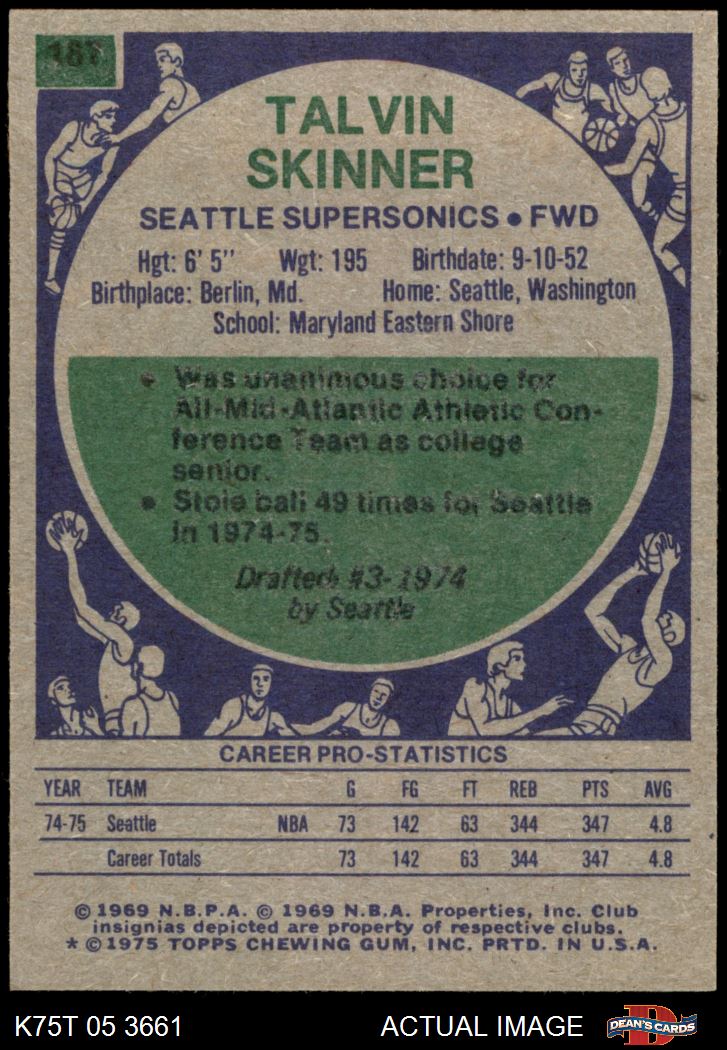 187
TALVIN
SKINNER
SEATTLE SUPERSONICS • FWD
Hgt: 6' 5" Wgt: 195 Birthdate: 9-10-52
Birthplace: Berlin, Md. Home: Seattle, Washington
School: Maryland Eastern Shore
• Was unanimous choice for
All-Mid-Atlantic Athletic Con-
ference Team as college
senior.
• Stole ball 49 times for Seattle
in 1974-75.
Drafted: #3-1974
by Seattle
CAREER PRO-STATISTICS
YEAR TEAM G FG FT REB PTS AVG
74-75 Seattle NBA 73 142 63 344 347 4.8
Career Totals 73 142 63 344 347 4.8
© 1969 N.B.P.A. © 1969 N.B.A. Properties, Inc. Club
insignias depicted are property of respective clubs.
* © 1975 TOPPS CHEWING GUM, INC. PRTD. IN U.S.A.
K75T 05 3661 ACTUAL IMAGE DEAN'S CARDS